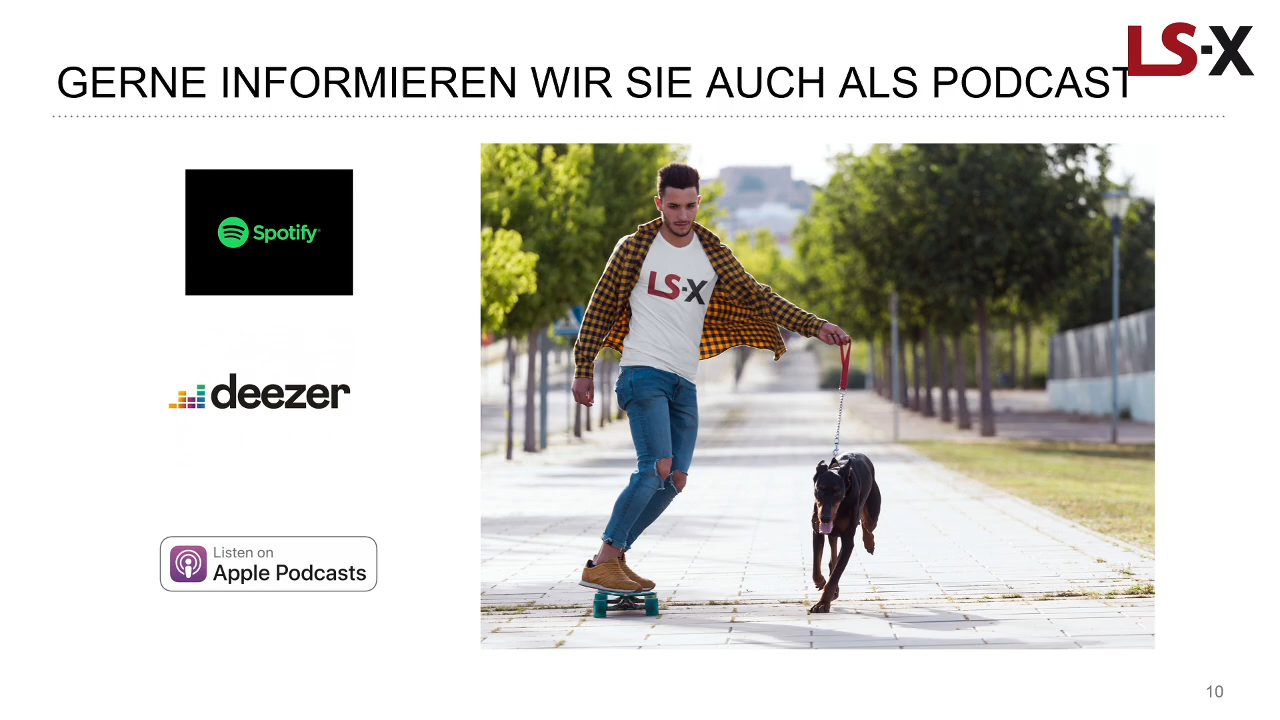 LS-X
GERNE INFORMIEREN WIR SIE AUCH ALS PODCAST
Spotify
deezer
Listen on
Apple Podcasts
LS-X
10